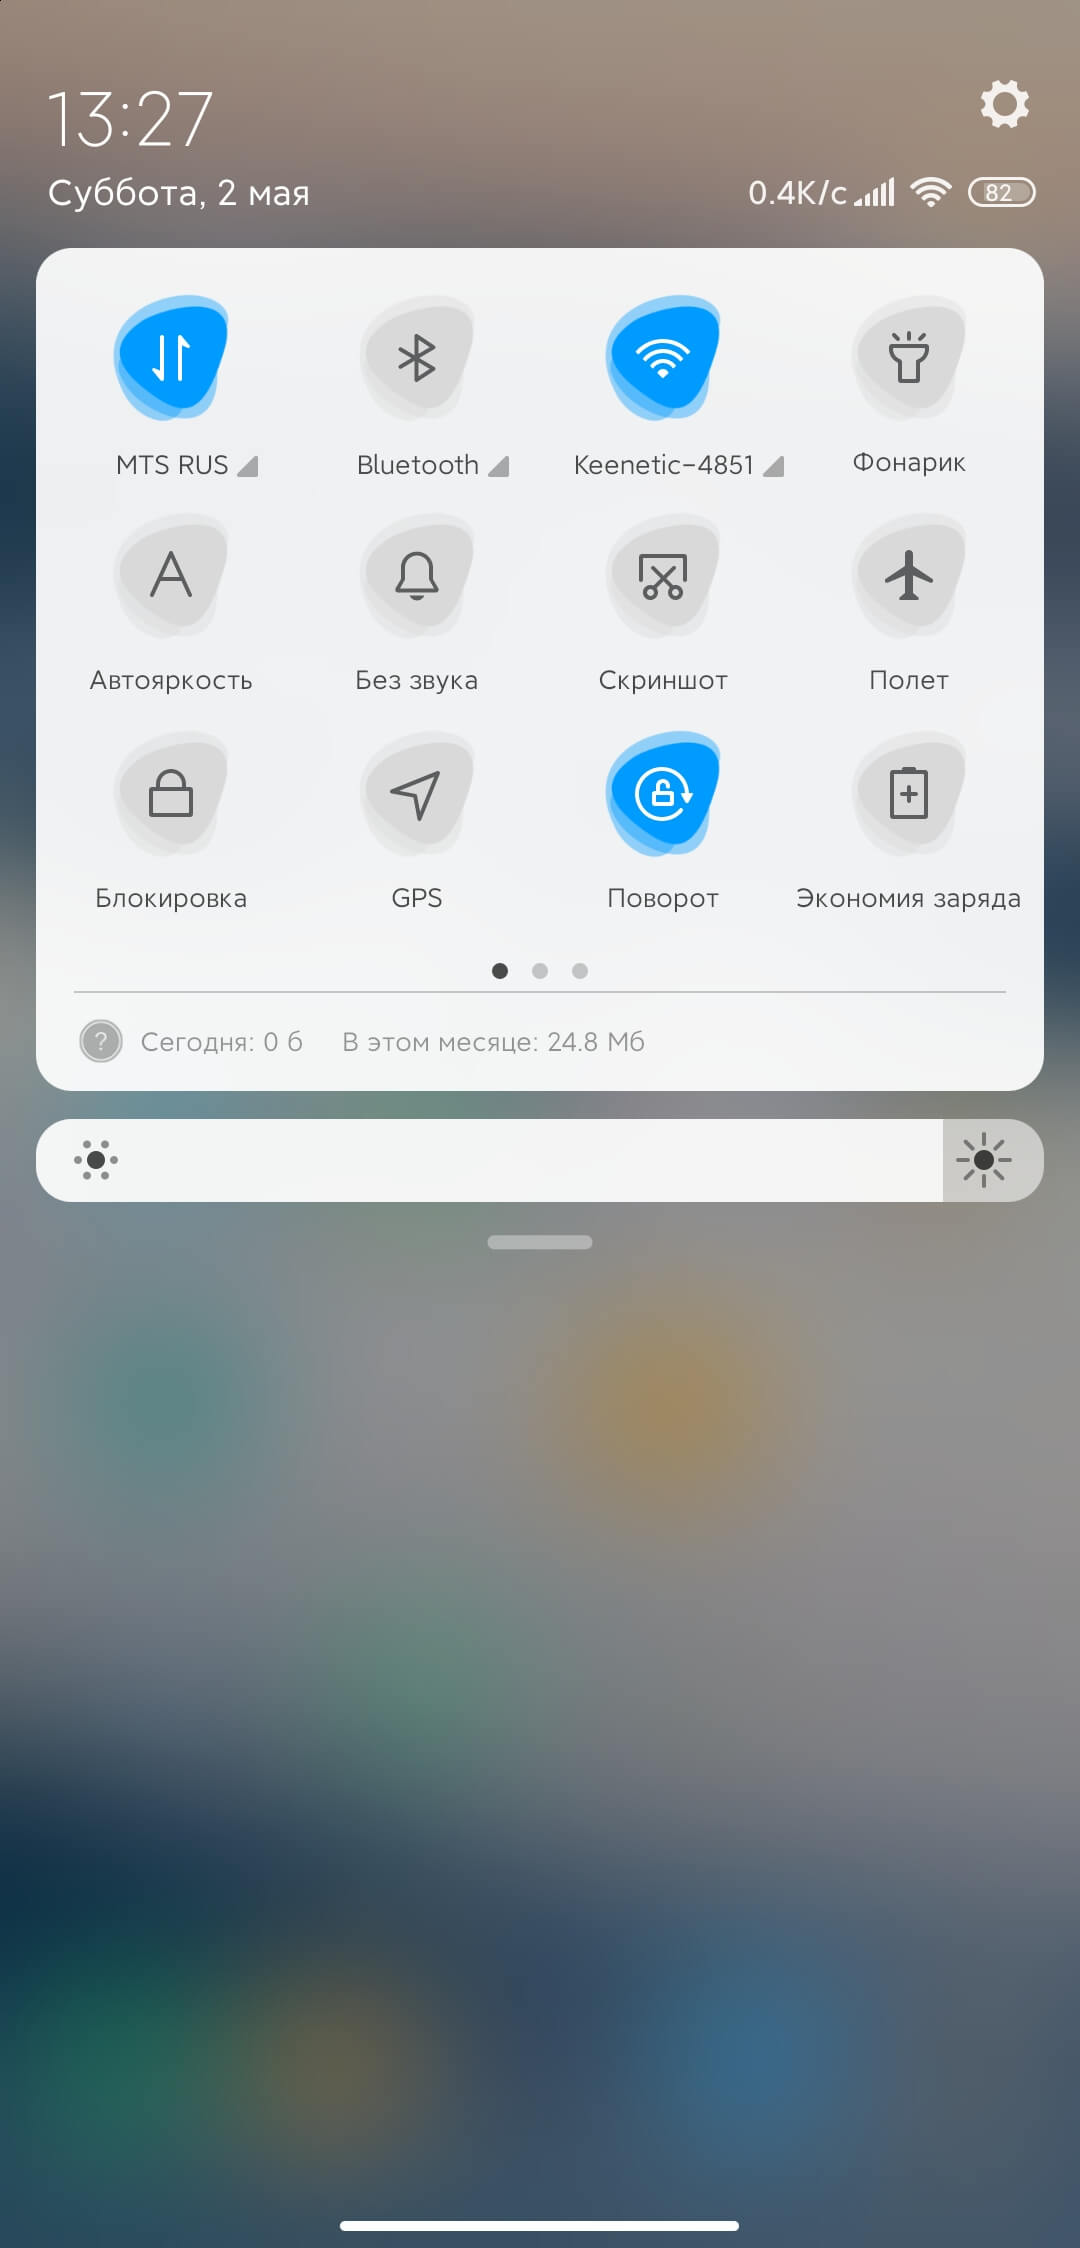 13:27
Суббота, 2 мая
0.4K/с 82
MTS RUS Bluetooth Keenetic-4851 Фонарик
Автояркость Без звука Скриншот Полет
Блокировка GPS Поворот Экономия заряда
? Сегодня: 0 б В этом месяце: 24.8 Мб